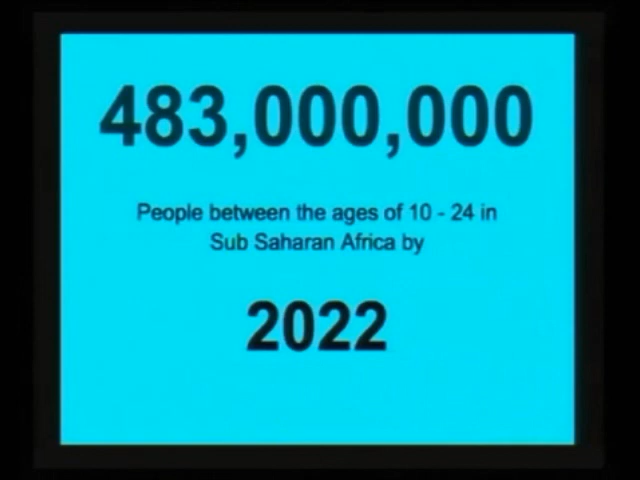 483,000,000
People between the ages of 10 - 24 in
Sub Saharan Africa by
2022